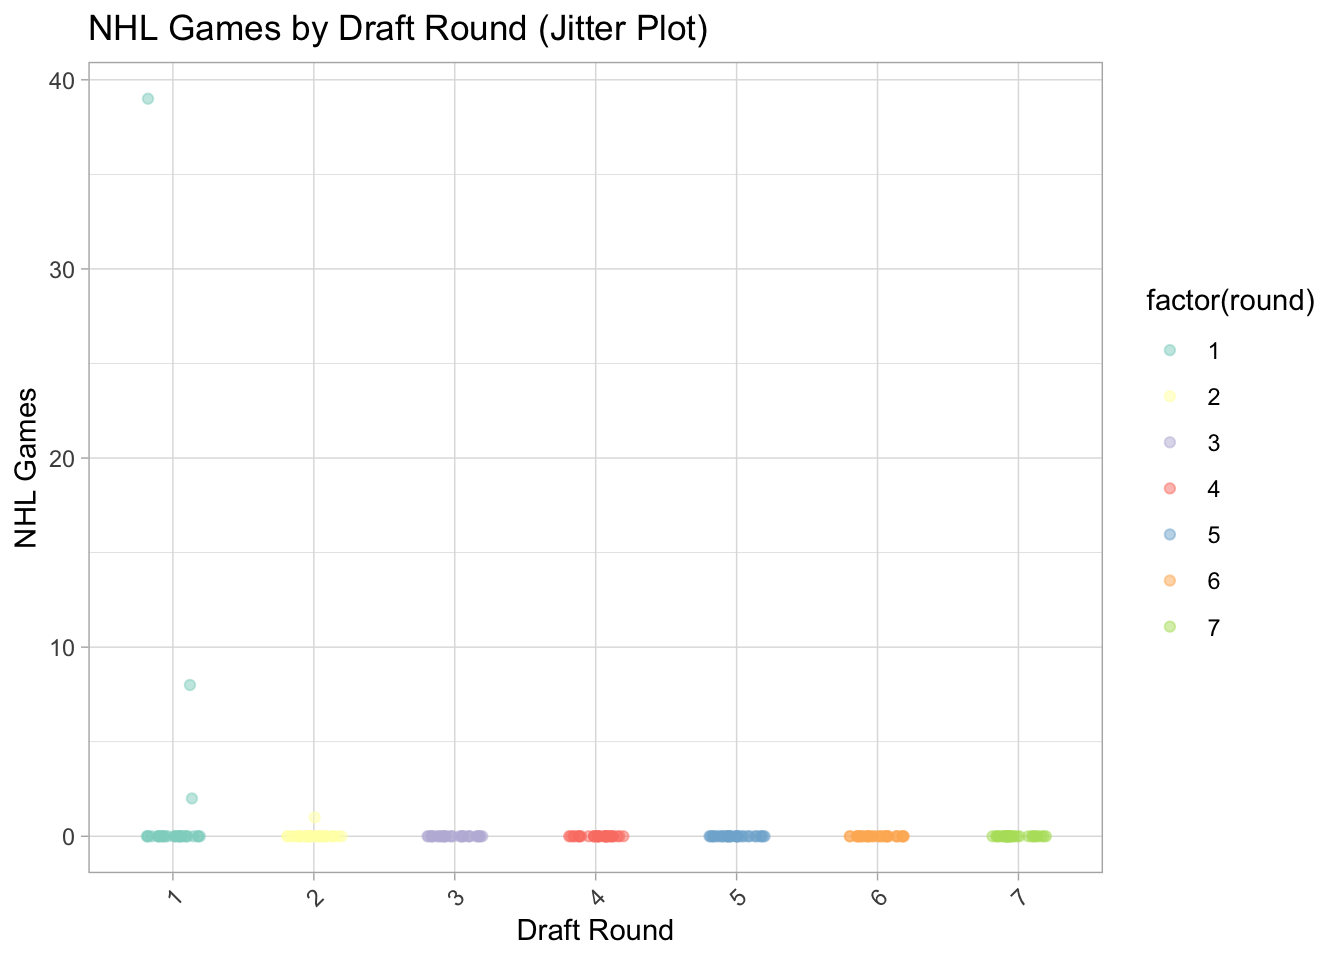 NHL Games by Draft Round (Jitter Plot)
40
30
20
10
0
NHL Games
1 2 3 4 5 6 7
Draft Round
factor(round)
1
2
3
4
5
6
7